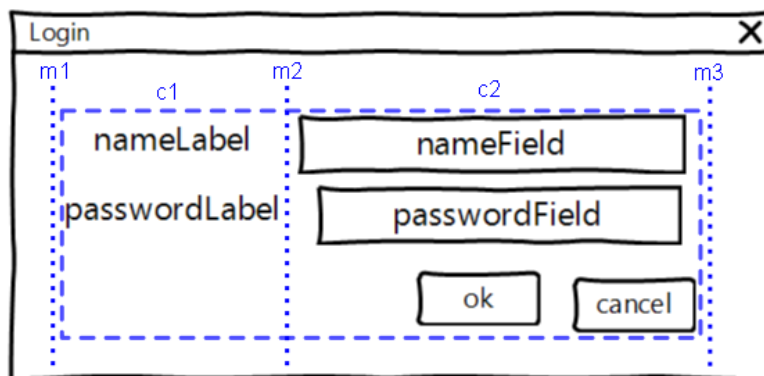 Login
m1 m2 m3
c1 c2
nameLabel nameField
passwordLabel passwordField
ok cancel